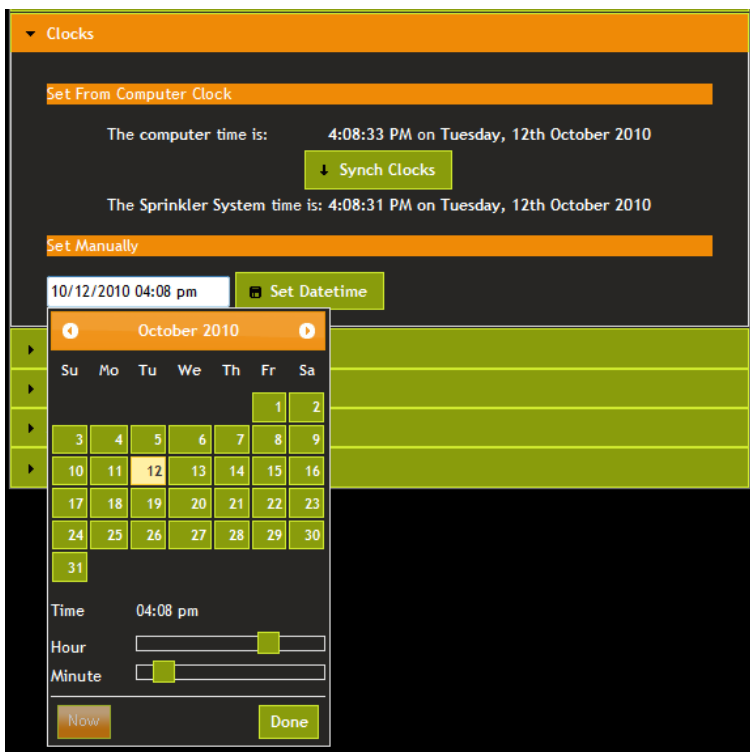 Clocks
Set From Computer Clock
The computer time is: 4:08:33 PM on Tuesday, 12th October 2010
Synch Clocks
The Sprinkler System time is: 4:08:31 PM on Tuesday, 12th October 2010
Set Manually
10/12/2010 04:08 pm Set Datetime
October 2010
Su Mo Tu We Th Fr Sa
1 2
3 4 5 6 7 8 9
10 11 12 13 14 15 16
17 18 19 20 21 22 23
24 25 26 27 28 29 30
31
Time 04:08 pm
Hour
Minute
Now Done